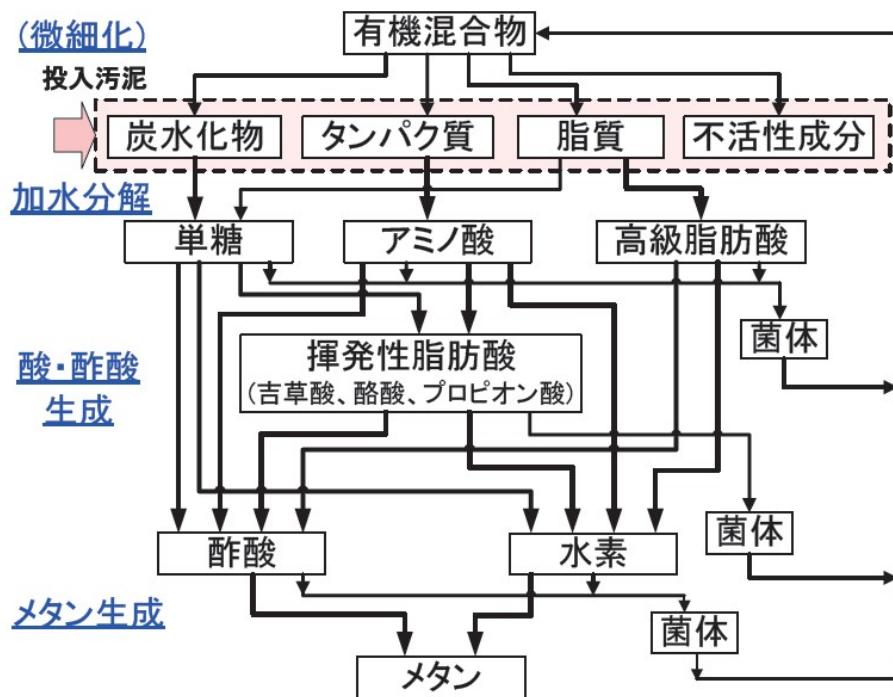 (微細化)
有機混合物
投入汚泥
炭水化物
タンパク質
脂質
不活性成分
加水分解
単糖
アミノ酸
高級脂肪酸
菌体
酸・酢酸
生成
揮発性脂肪酸
(吉草酸、酪酸、プロピオン酸)
菌体
酢酸
水素
メタン生成
菌体
メタン